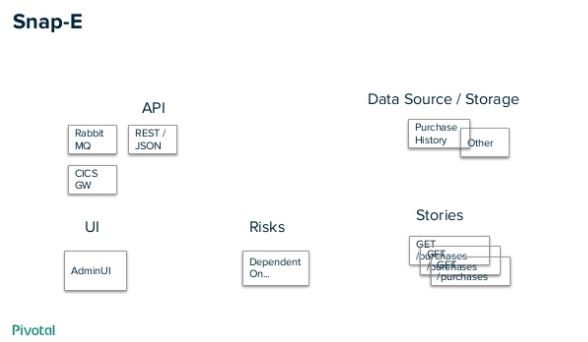 Snap-E
API
Data Source / Storage
Rabbit
MQ
REST /
JSON
Purchase
History
Other
CICS
GW
UI
Risks
Stories
AdminUI
Dependent
On...
GET
/purchases
GET
/purchases
GET
/purchases
Pivotal